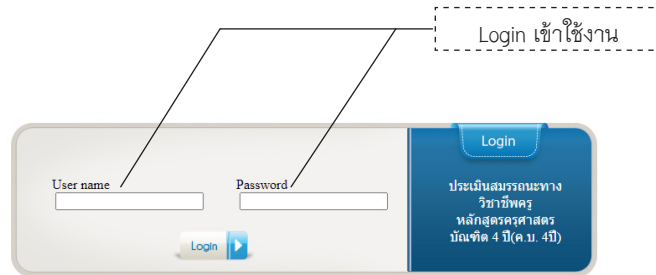 Login เข้าใช้งาน
Login
User name
Password
Login
ประเมินสมรรถนะทาง
วิชาชีพครู
หลักสูตรครุศาสตร
บัณฑิต 4 ปี(ค.บ. 4ปี)